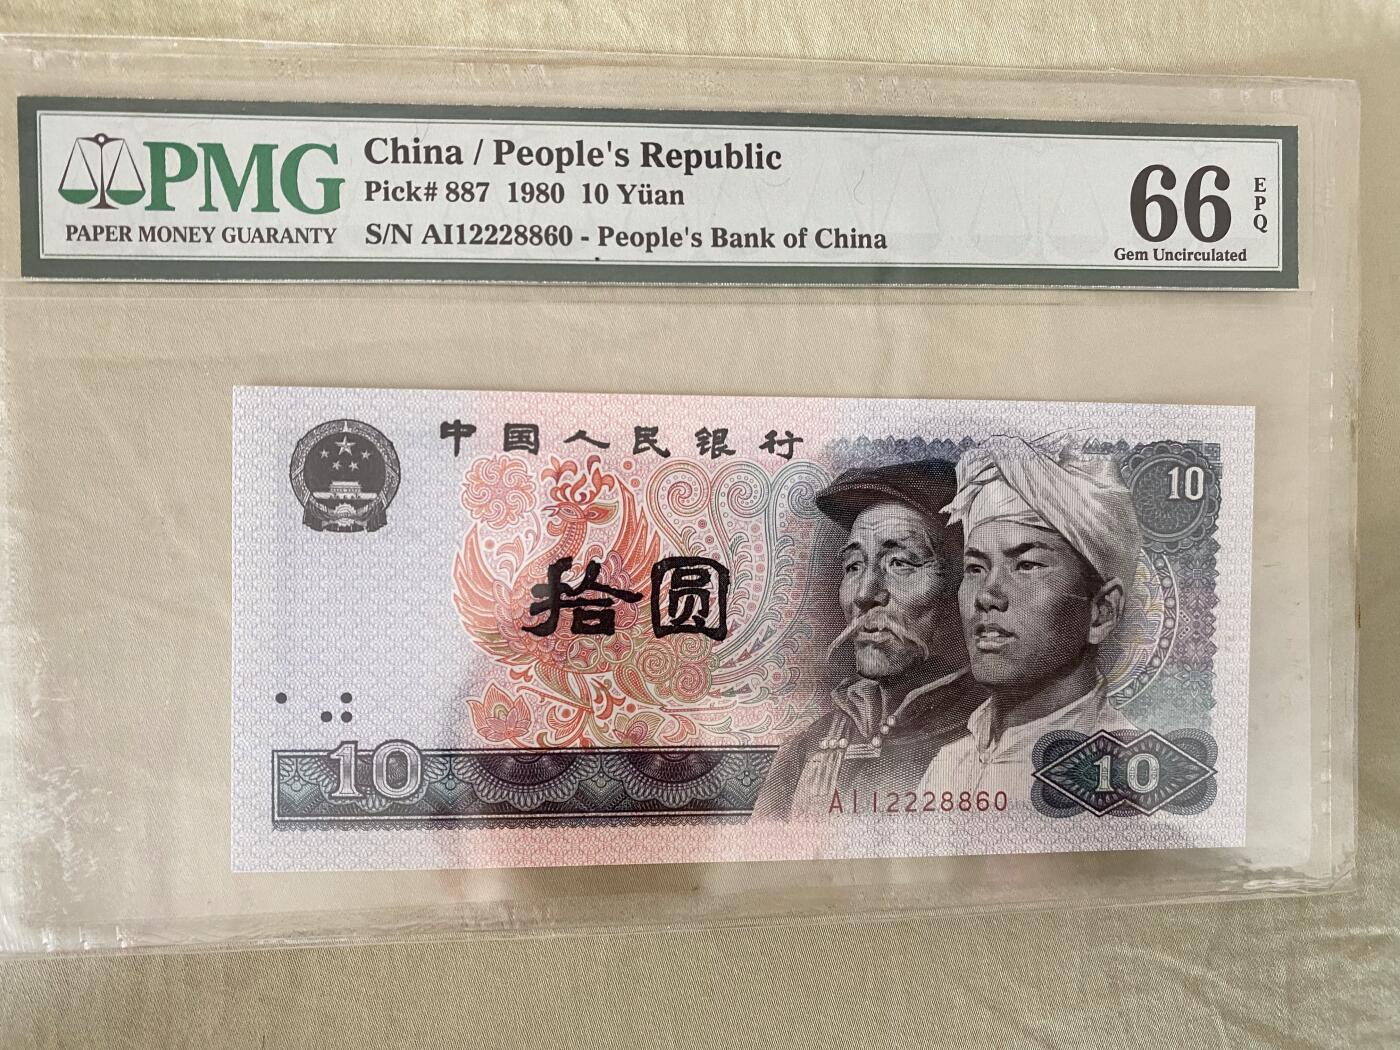 PMG
PAPER MONEY GUARANTY
China / People's Republic
Pick# 887 1980 10 Yüan
S/N AI12228860 - People's Bank of China
66
EPQ
Gem Uncirculated
中国人民银行
10
拾圆
10
AI12228860
10